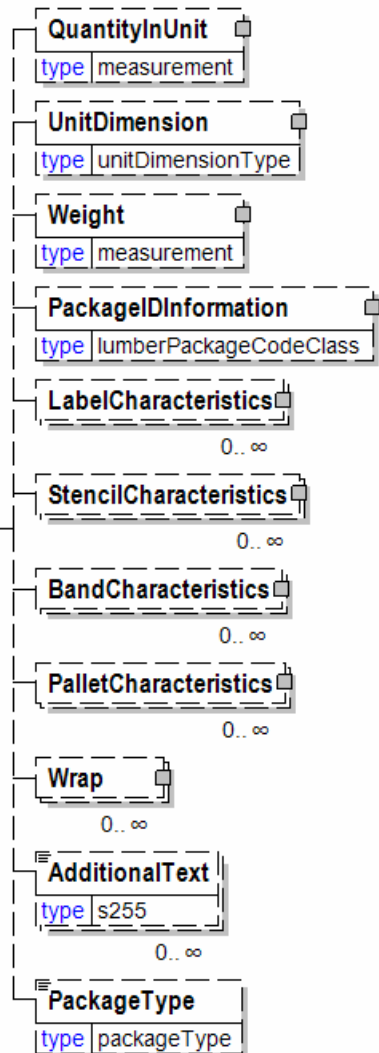 QuantityInUnit
type measurement
UnitDimension
type unitDimensionType
Weight
type measurement
PackageIDInformation
type lumberPackageCodeClass
LabelCharacteristics
0.. ∞
StencilCharacteristics
0.. ∞
BandCharacteristics
0.. ∞
PalletCharacteristics
0.. ∞
Wrap
0.. ∞
AdditionalText
type s255
0.. ∞
PackageType
type packageType